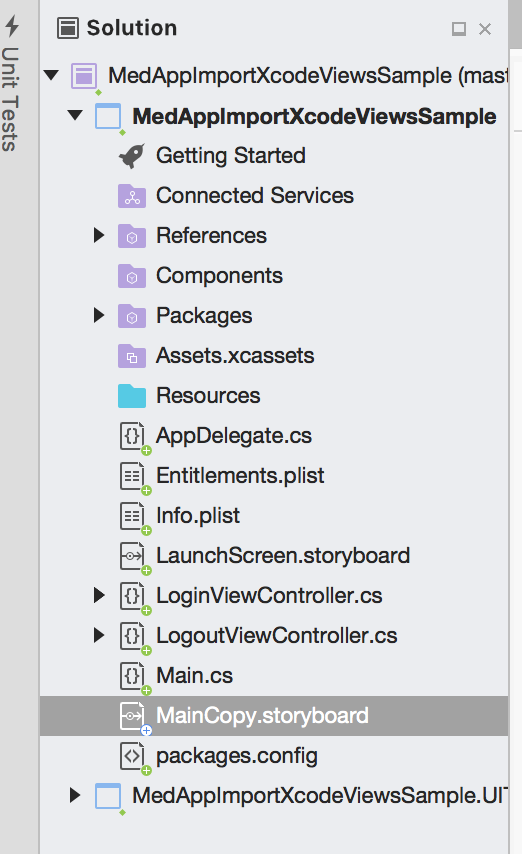 Unit Tests
Solution
MedAppImportXcodeViewsSample (mast
MedAppImportXcodeViewsSample
Getting Started
Connected Services
References
Components
Packages
Assets.xcassets
Resources
AppDelegate.cs
Entitlements.plist
Info.plist
LaunchScreen.storyboard
LoginViewController.cs
LogoutViewController.cs
Main.cs
MainCopy.storyboard
packages.config
MedAppImportXcodeViewsSample.UIT